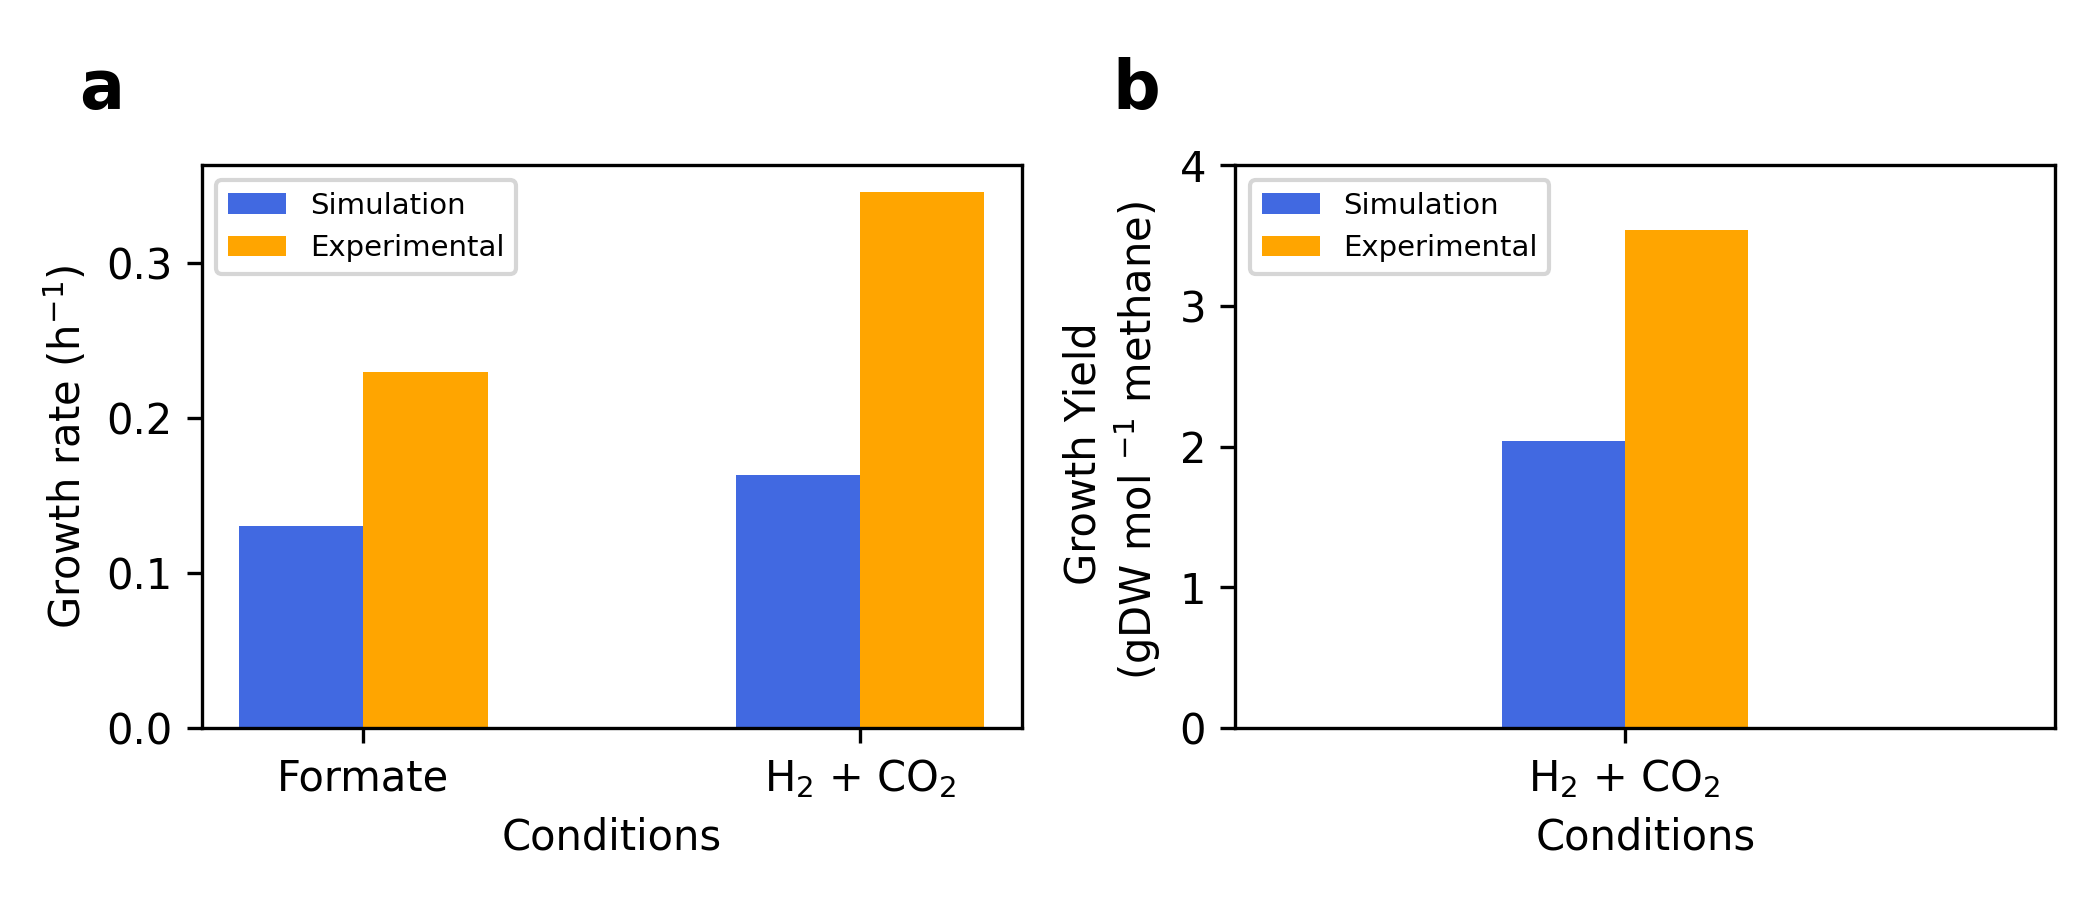 a
Simulation
Experimental
Growth rate (h⁻¹)
0.3
0.2
0.1
0.0
Formate
H₂ + CO₂
Conditions
b
Simulation
Experimental
Growth Yield
(gDW mol ⁻¹ methane)
4
3
2
1
0
H₂ + CO₂
Conditions